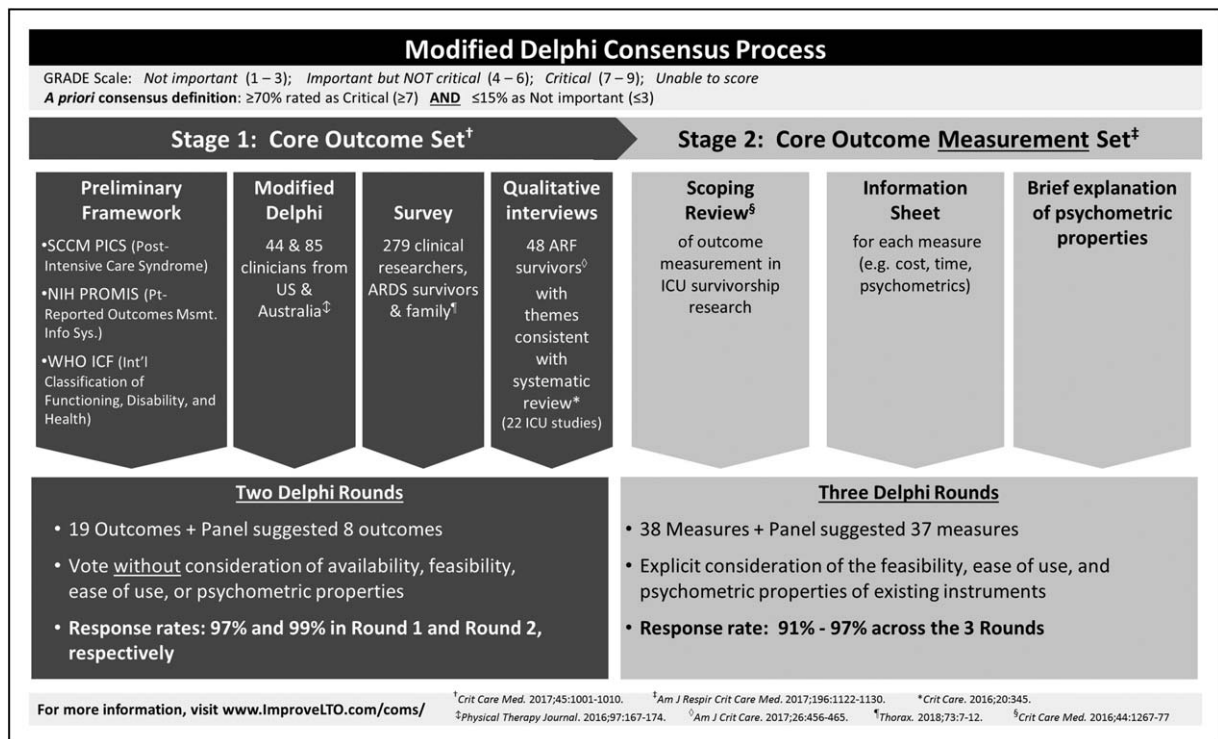 Modified Delphi Consensus Process
GRADE Scale: Not important (1 – 3); Important but NOT critical (4 – 6); Critical (7 – 9); Unable to score
A priori consensus definition: ≥70% rated as Critical (≥7) AND ≤15% as Not important (≤3)
Stage 1: Core Outcome Set†
Stage 2: Core Outcome Measurement Set‡
Preliminary
Framework
•SCCM PICS (Post-
Intensive Care Syndrome)
•NIH PROMIS (Pt-
Reported Outcomes Msmt.
Info Sys.)
•WHO ICF (Int’l
Classification of
Functioning, Disability, and
Health)
Modified
Delphi
44 & 85
clinicians from
US &
Australia↕
Survey
279 clinical
researchers,
ARDS survivors
& family¶
Qualitative
interviews
48 ARF
survivors◊
with
themes
consistent
with
systematic
review*
(22 ICU studies)
Scoping
Review§
of outcome
measurement in
ICU survivorship
research
Information
Sheet
for each measure
(e.g. cost, time,
psychometrics)
Brief explanation
of psychometric
properties
Two Delphi Rounds
• 19 Outcomes + Panel suggested 8 outcomes
• Vote without consideration of availability, feasibility,
ease of use, or psychometric properties
• Response rates: 97% and 99% in Round 1 and Round 2,
respectively
Three Delphi Rounds
• 38 Measures + Panel suggested 37 measures
• Explicit consideration of the feasibility, ease of use, and
psychometric properties of existing instruments
• Response rate: 91% - 97% across the 3 Rounds
For more information, visit www.ImproveLTO.com/coms/
†Crit Care Med. 2017;45:1001-1010. ‡Am J Respir Crit Care Med. 2017;196:1122-1130. *Crit Care. 2016;20:345.
↕Physical Therapy Journal. 2016;97:167-174. ◊Am J Crit Care. 2017;26:456-465. ¶Thorax. 2018;73:7-12. §Crit Care Med. 2016;44:1267-77